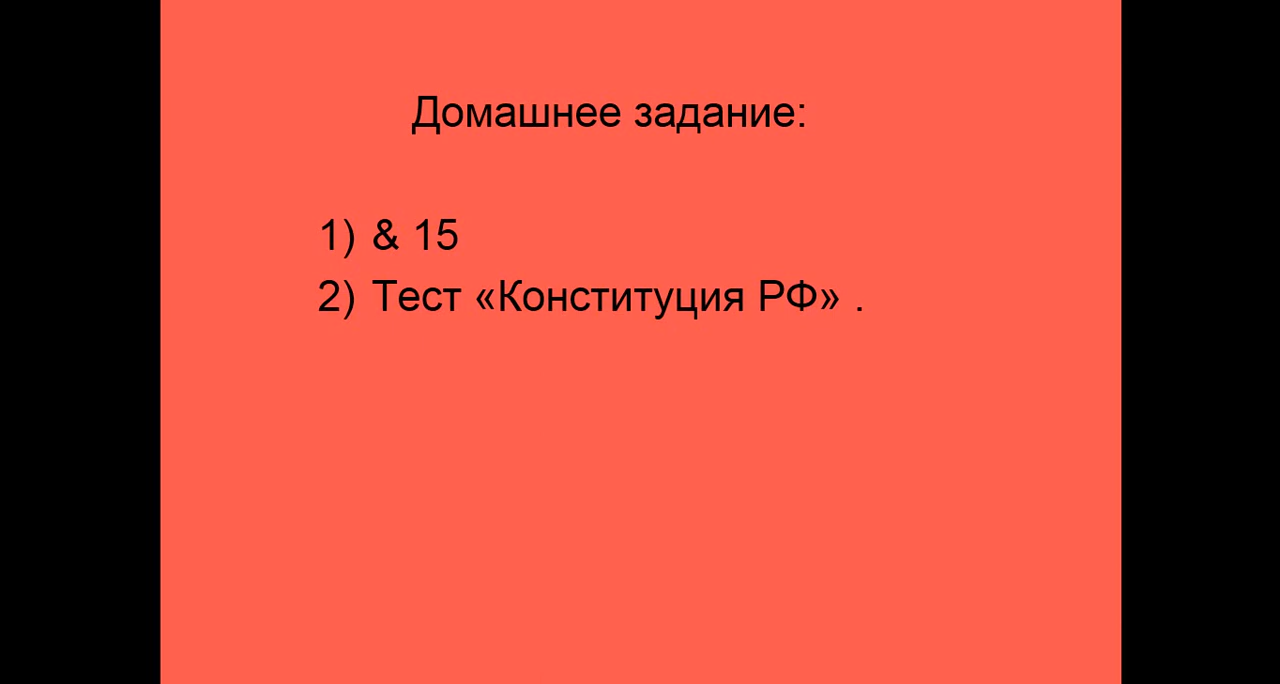 Домашнее задание:
1) & 15
2) Тест «Конституция РФ» .